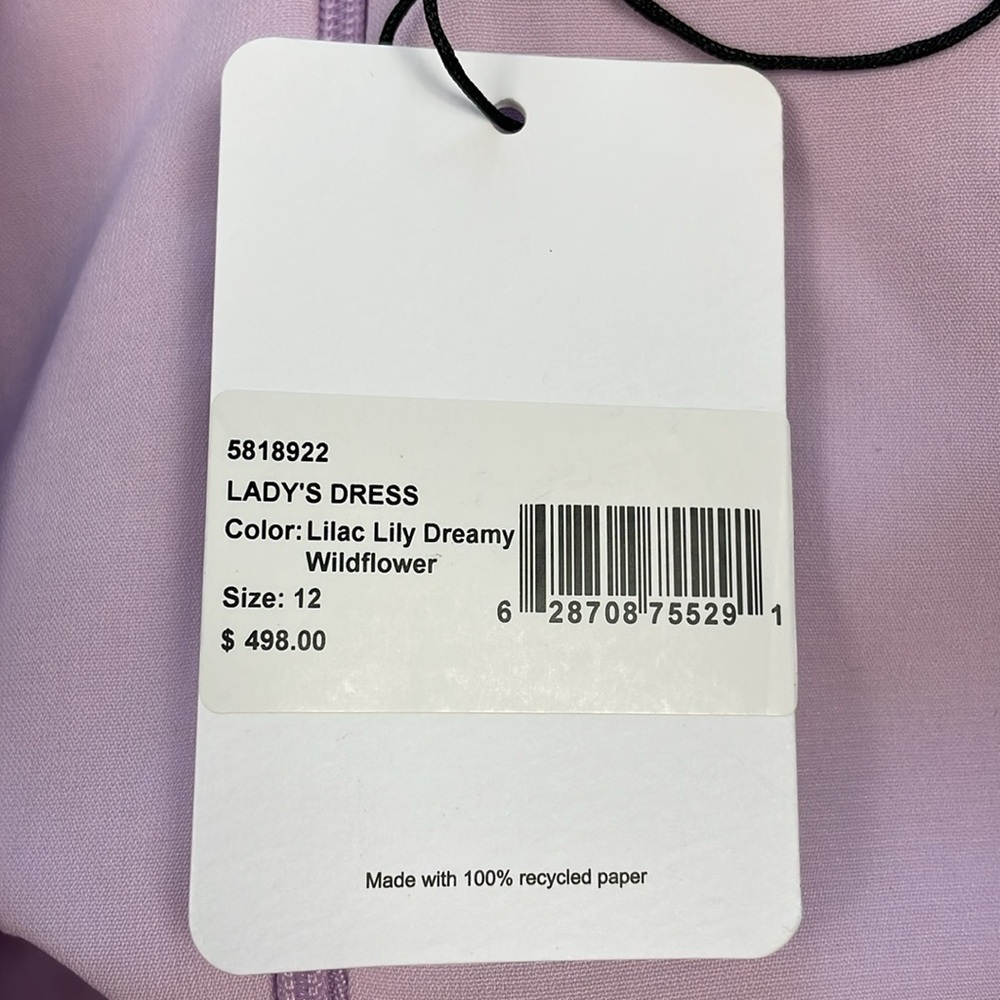 5818922
LADY'S DRESS
Color: Lilac Lily Dreamy
Wildflower
Size: 12
$ 498.00
6 28708 75529 1
Made with 100% recycled paper